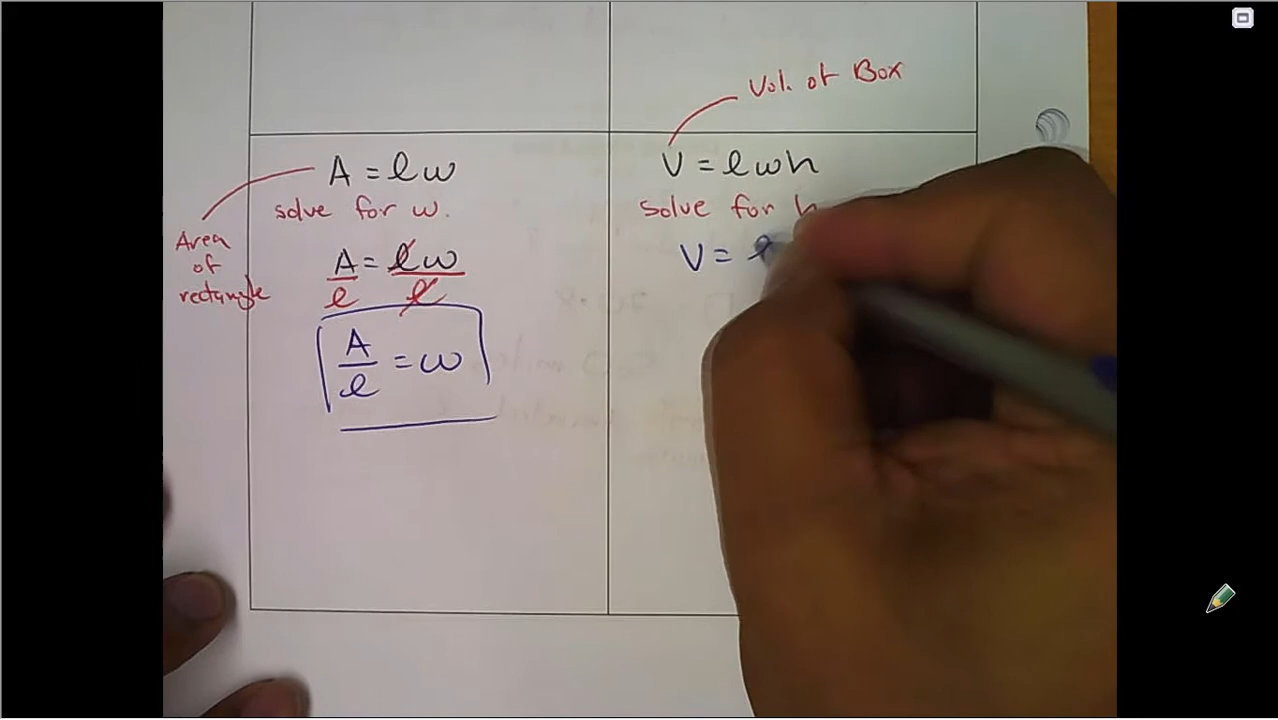 Vol. of Box
A = lw
solve for w.
Area
of
rectangle
A = lw
l l
A
l = w
V = lwh
solve for h
V = l